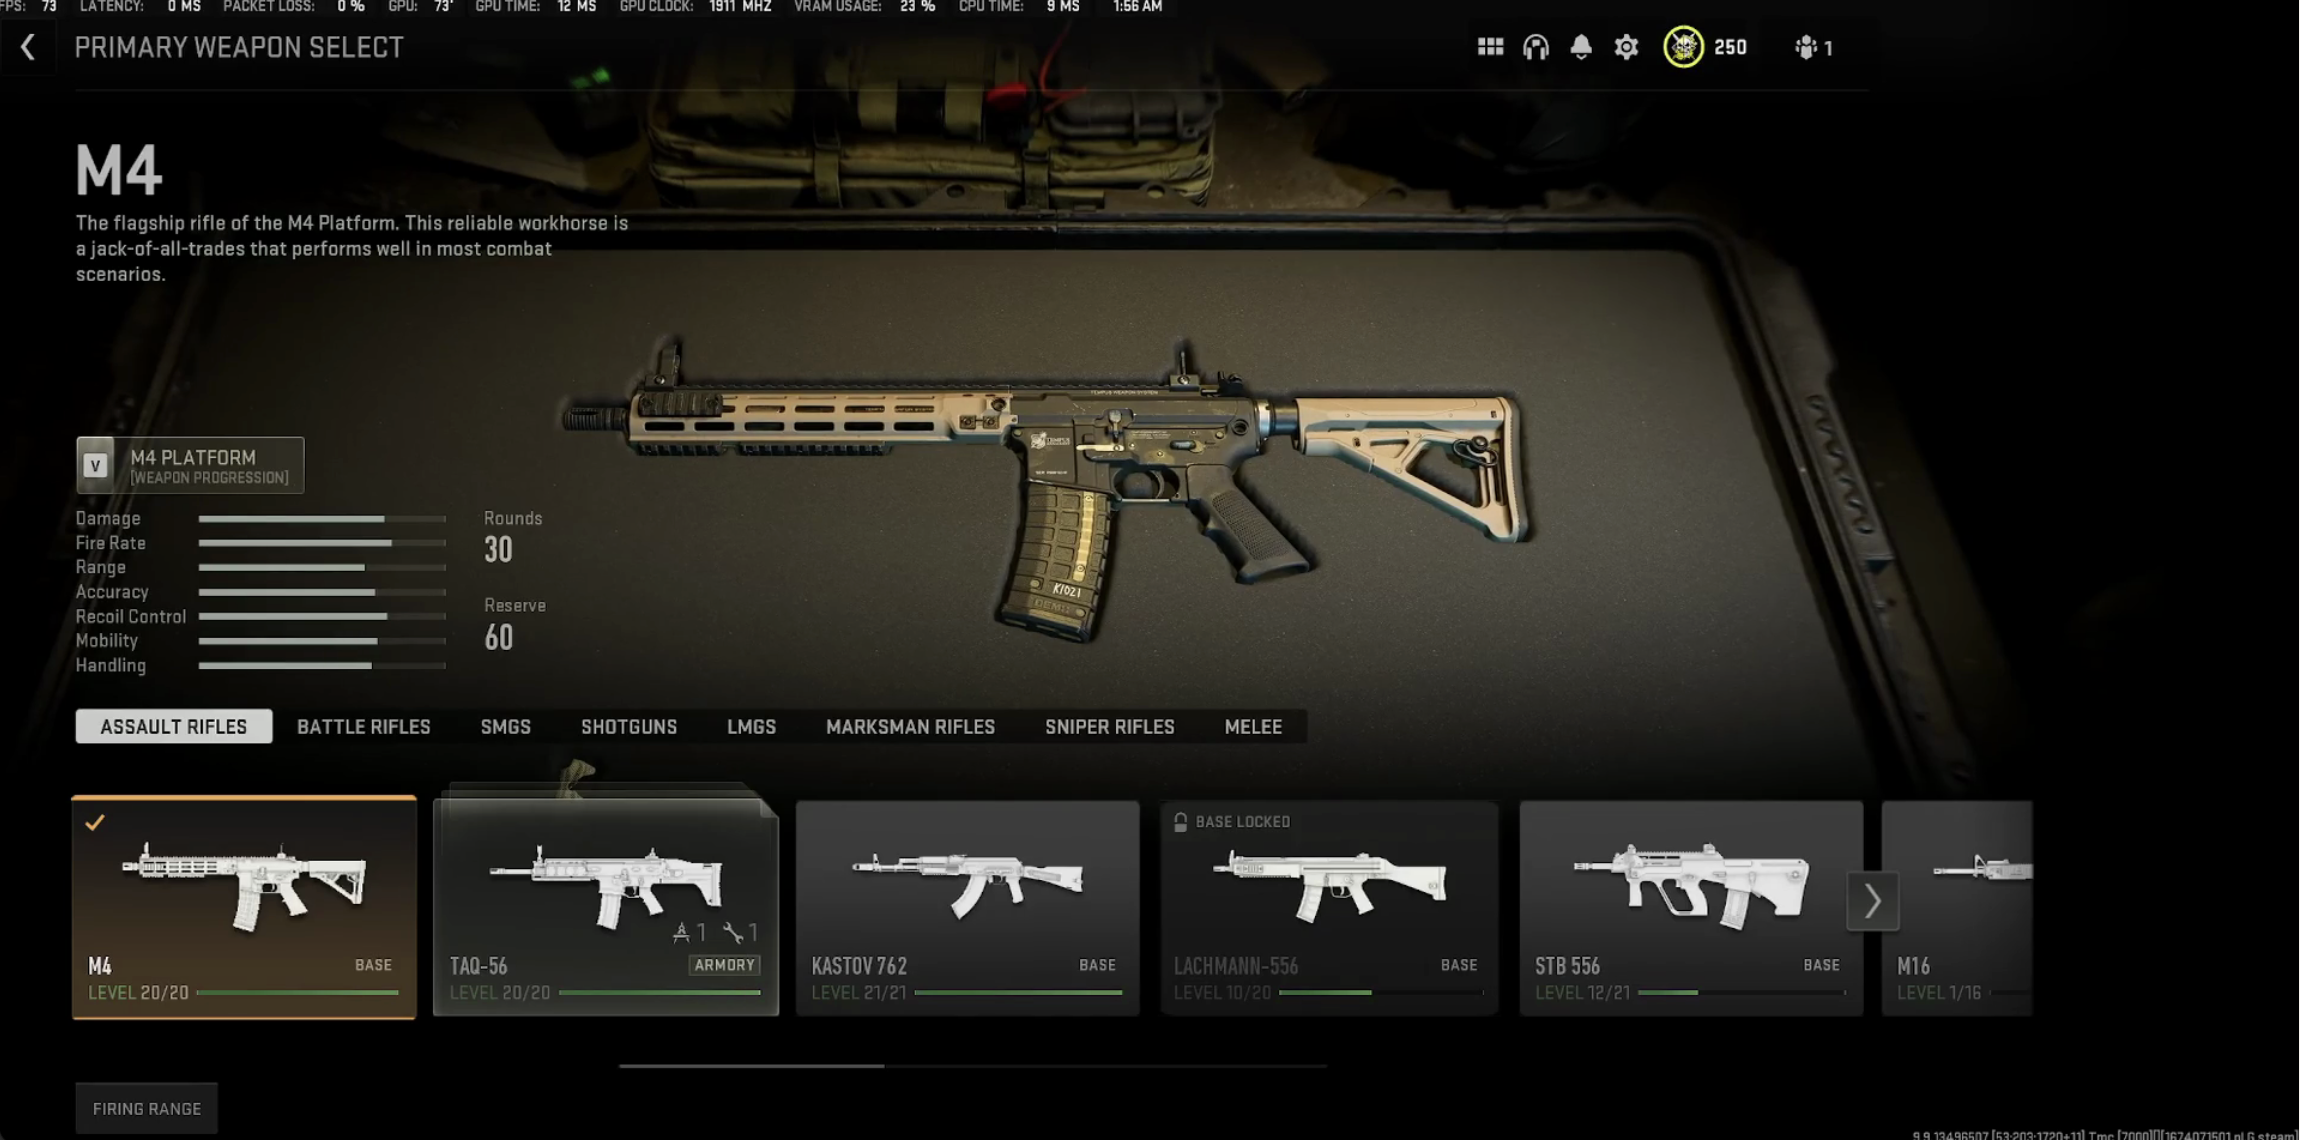 FPS: 73 LATENCY: 0 MS PACKET LOSS: 0 % GPU: 73° GPU TIME: 12 MS GPU CLOCK: 1911 MHZ VRAM USAGE: 23 % CPU TIME: 9 MS 1:56 AM
PRIMARY WEAPON SELECT
250
1
M4
The flagship rifle of the M4 Platform. This reliable workhorse is
a jack-of-all-trades that performs well in most combat
scenarios.
V M4 PLATFORM
[WEAPON PROGRESSION]
Damage
Fire Rate
Range
Accuracy
Recoil Control
Mobility
Handling
Rounds
30
Reserve
60
TEMPUS WEAPON SYSTEM
TEMPUS
K1021
ASSAULT RIFLES BATTLE RIFLES SMGS SHOTGUNS LMGS MARKSMAN RIFLES SNIPER RIFLES MELEE
M4 BASE
LEVEL 20/20
1 1
TAQ-56 ARMORY
LEVEL 20/20
KASTOV 762 BASE
LEVEL 21/21
BASE LOCKED
LACHMANN-556 BASE
LEVEL 10/20
STB 556 BASE
LEVEL 12/21
M16
LEVEL 1/16
FIRING RANGE